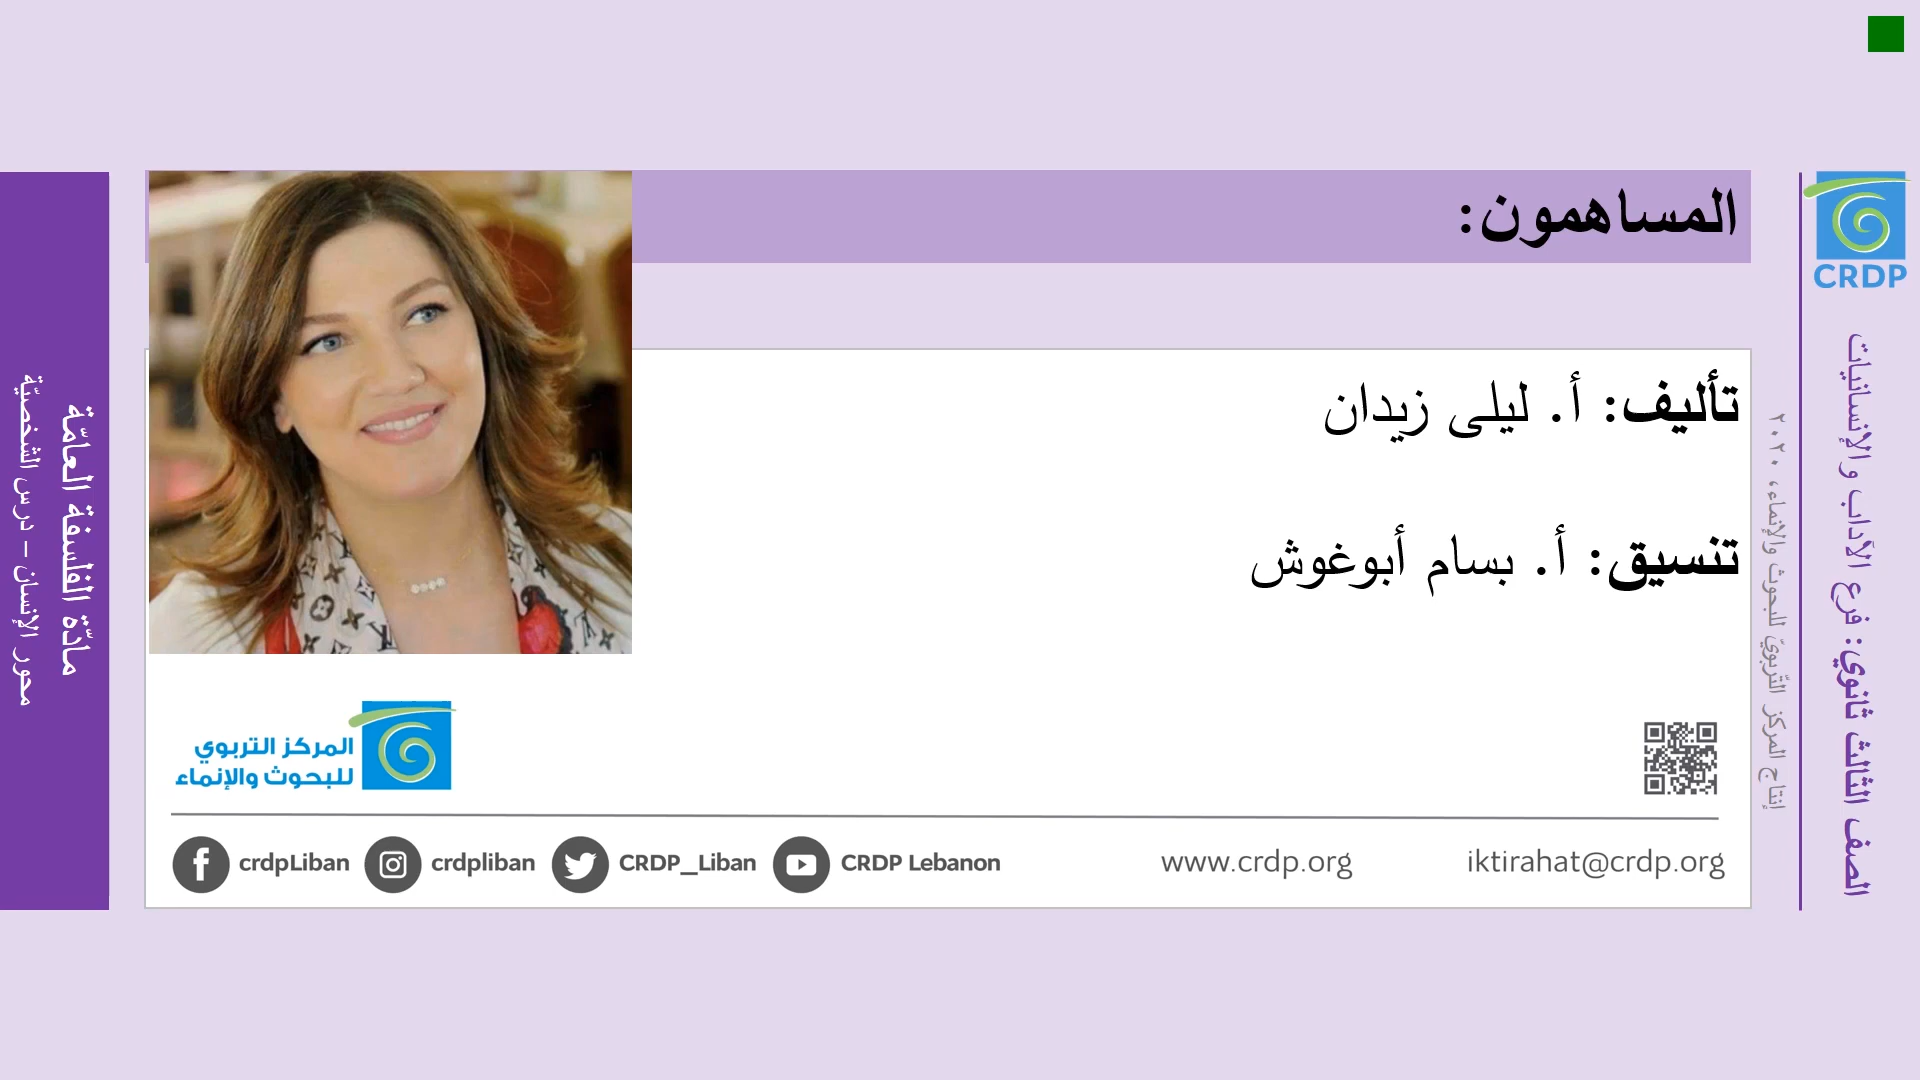 المساهمون:
تأليف: أ. ليلى زيدان
تنسيق: أ. بسام أبوغوش
CRDP
الصف الثالث ثانوي: فرع الآداب والإنسانيات
إنتاج المركز التّربويّ للبحوث والإنماء، ٢٠٢٠
مادّة الفلسفة العامّة
محور الإنسان – درس الشخصيّة
المركز التربوي
للبحوث والإنماء
crdpLiban crdpliban CRDP_Liban CRDP Lebanon www.crdp.org iktirahat@crdp.org